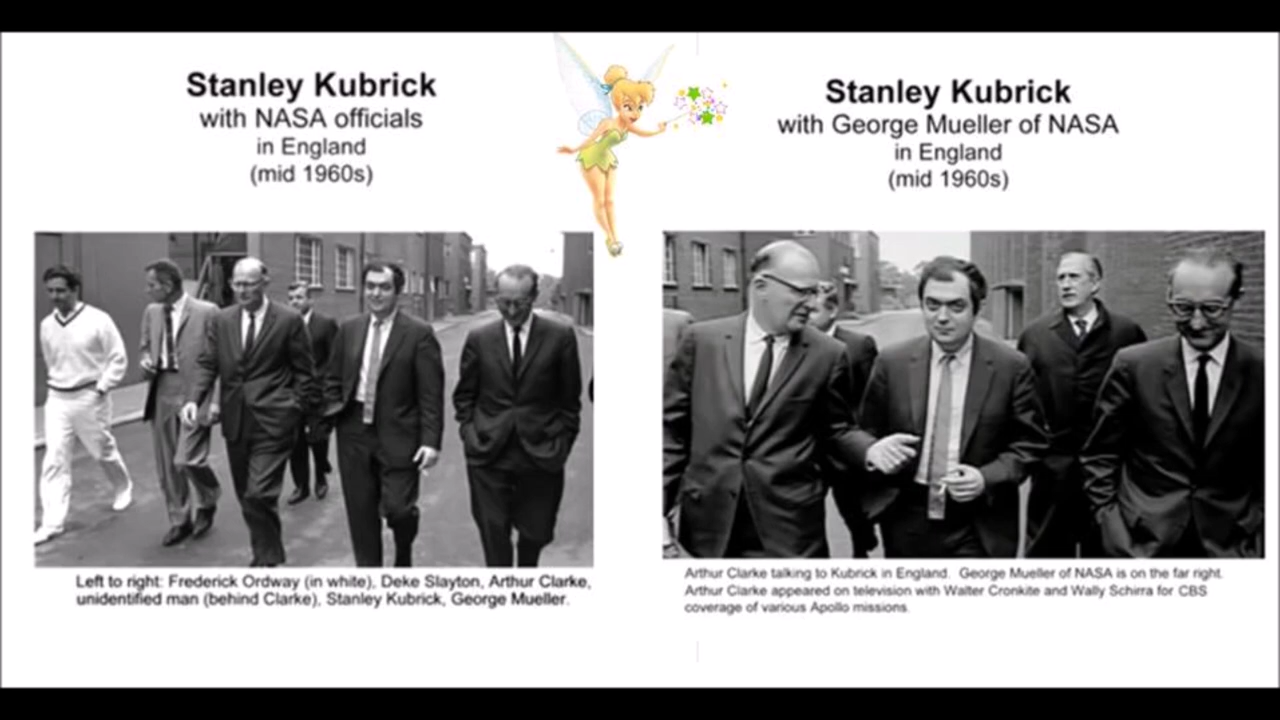 Stanley Kubrick
with NASA officials
in England
(mid 1960s)
Left to right: Frederick Ordway (in white), Deke Slayton, Arthur Clarke,
unidentified man (behind Clarke), Stanley Kubrick, George Mueller.
Stanley Kubrick
with George Mueller of NASA
in England
(mid 1960s)
Arthur Clarke talking to Kubrick in England. George Mueller of NASA is on the far right.
Arthur Clarke appeared on television with Walter Cronkite and Wally Schirra for CBS
coverage of various Apollo missions.